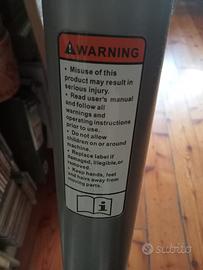 WARNING
• Misuse of this
product may result in
serious injury.
• Read user's manual
and follow all
warnings and
operating instructions
prior to use.
• Do not allow
children on or around
machine.
• Replace label if
damaged, illegible, or
removed.
• Keep hands, feet
and hairs away from
moving parts.
subito